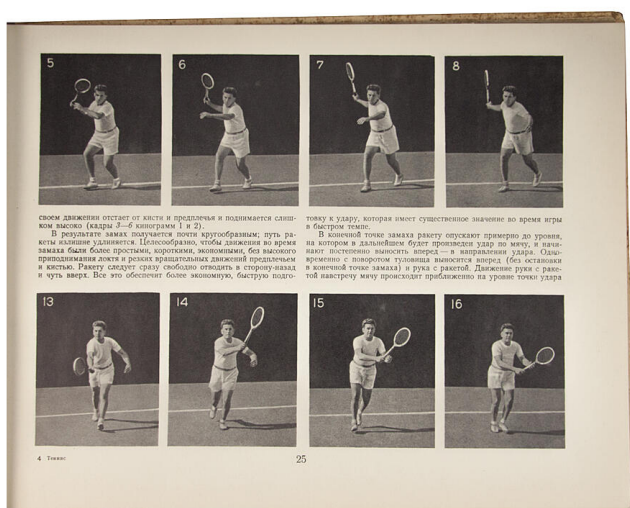 5
6
7
8
своем движении отстает от кисти и предплечья и поднимается слиш-
ком высоко (кадры 3—6 кинограмм 1 и 2).
В результате замах получается почти кругообразным; путь ра-
кеты излишне удлиняется. Целесообразно, чтобы движения во время
замаха были более простыми, короткими, экономными, без высокого
приподнимания локтя и резких вращательных движений предплечьем
и кистью. Ракету следует сразу свободно отводить в сторону-назад
и чуть вверх. Все это обеспечит более экономную, быструю подго-
товку к удару, которая имеет существенное значение во время игры
в быстром темпе.
В конечной точке замаха ракету опускают примерно до уровня,
на котором в дальнейшем будет произведен удар по мячу, и начи-
нают постепенно выносить вперед — в направлении удара. Одно-
временно с поворотом туловища выносится вперед (без остановки
в конечной точке замаха) и рука с ракетой. Движение руки с раке-
той навстречу мячу происходит приближенно на уровне точки удара
13
14
15
16
4 Теннис
25